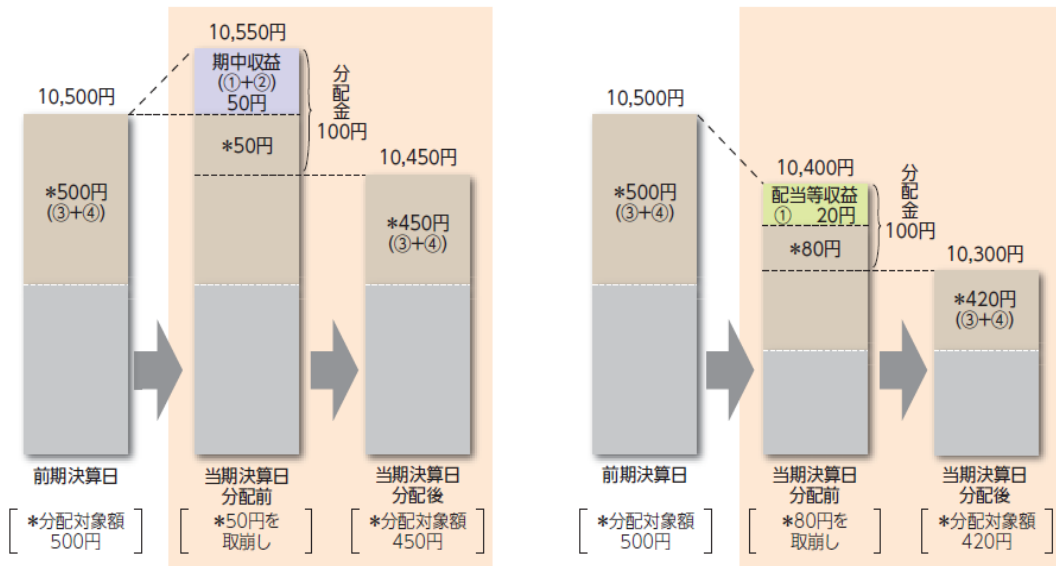 10,550円
期中収益
(①+②)
50円
分配金
100円
10,500円
*50円
10,450円
*500円
(③+④)
*450円
(③+④)
前期決算日
当期決算日
分配前
当期決算日
分配後
*分配対象額
500円
*50円を
取崩し
*分配対象額
450円
10,500円
10,400円
配当等収益
① 20円
分配金
100円
*500円
(③+④)
*80円
10,300円
*420円
(③+④)
前期決算日
当期決算日
分配前
当期決算日
分配後
*分配対象額
500円
*80円を
取崩し
*分配対象額
420円